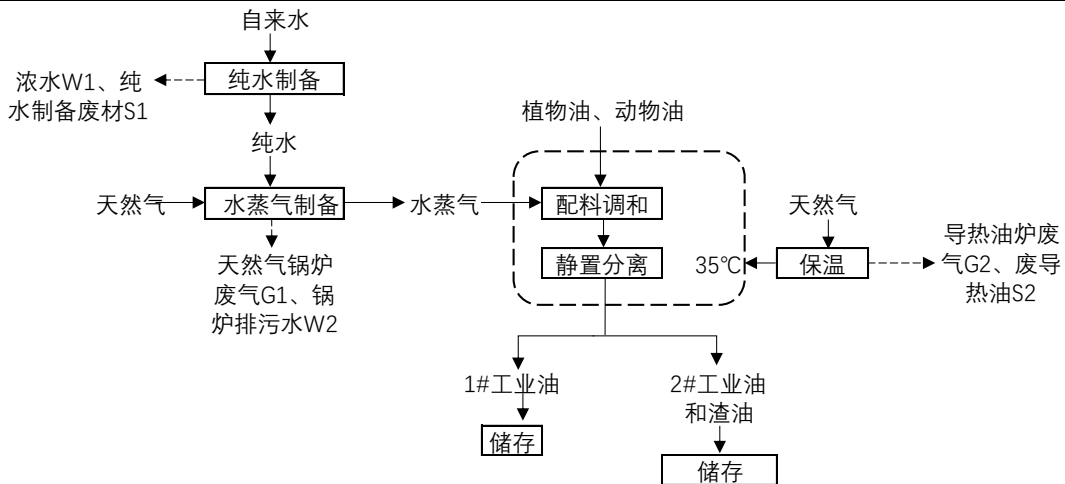 自来水
浓水W1、纯
水制备废材S1
纯水制备
纯水
植物油、动物油
天然气
水蒸气制备
水蒸气
配料调和
天然气
静置分离
35℃
保温
导热油炉废
气G2、废导
热油S2
天然气锅炉
废气G1、锅
炉排污水W2
1#工业油
2#工业油
和渣油
储存
储存